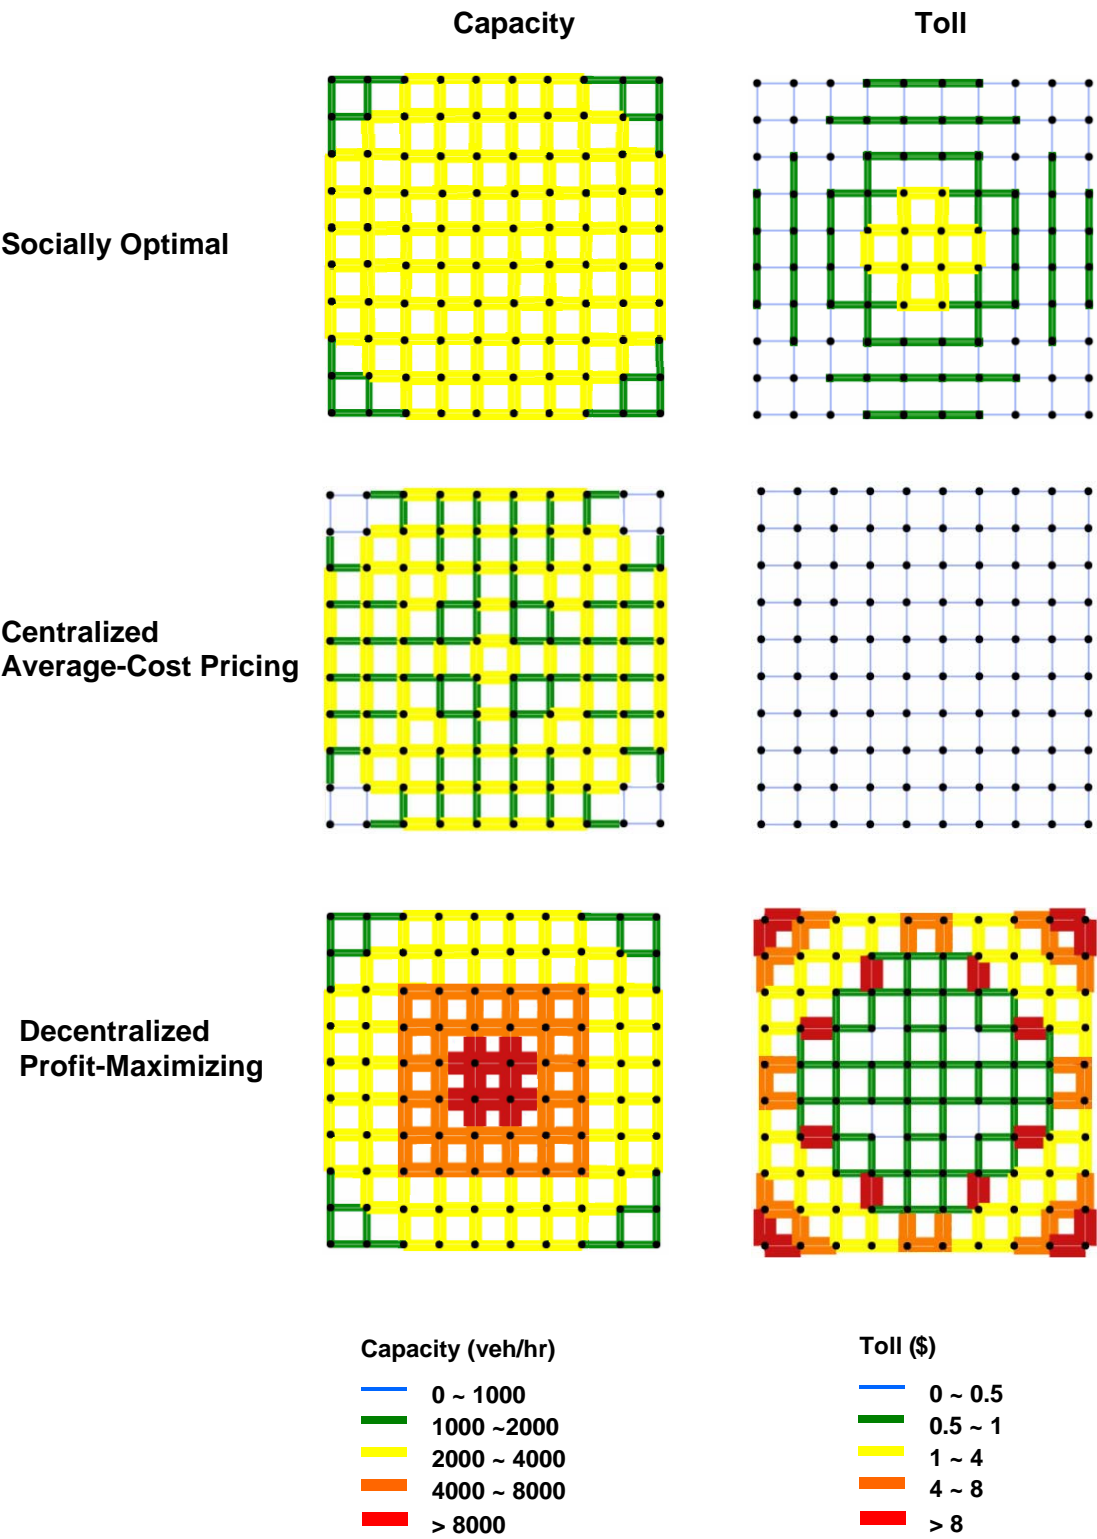 Capacity
Toll
Socially Optimal
Centralized
Average-Cost Pricing
Decentralized
Profit-Maximizing
Capacity (veh/hr)
0 ~ 1000
1000 ~2000
2000 ~ 4000
4000 ~ 8000
> 8000
Toll ($)
0 ~ 0.5
0.5 ~ 1
1 ~ 4
4 ~ 8
> 8